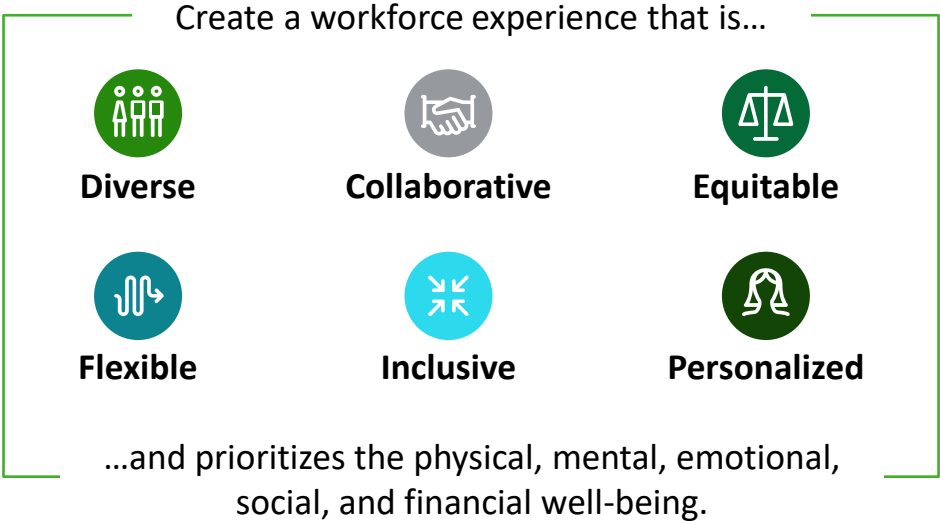 Create a workforce experience that is…
Diverse
Collaborative
Equitable
Flexible
Inclusive
Personalized
…and prioritizes the physical, mental, emotional,
social, and financial well-being.